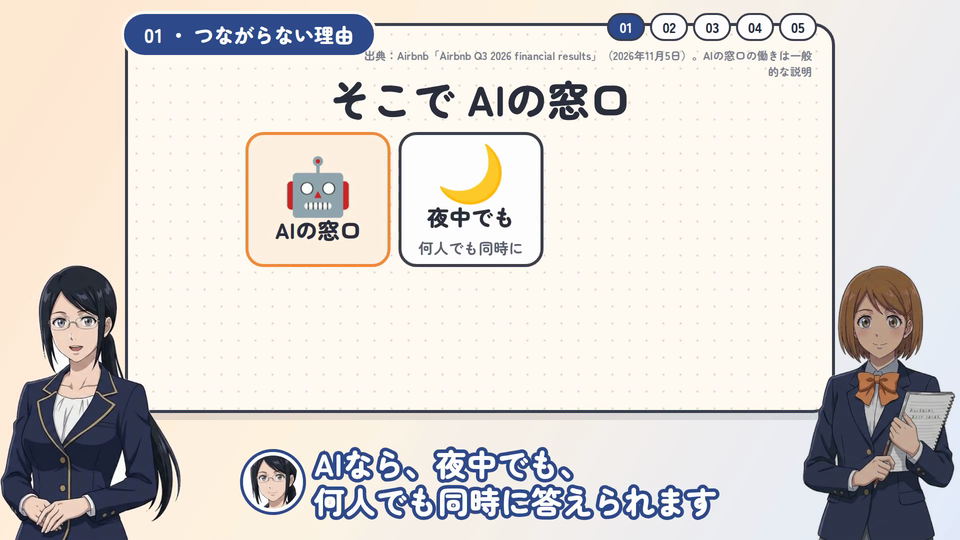 01 ・ つながらない理由
01 02 03 04 05
出典：Airbnb「Airbnb Q3 2026 financial results」（2026年11月5日）。AIの窓口の働きは一般
的な説明
そこで AIの窓口
AIの窓口
夜中でも
何人でも同時に
AIなら、夜中でも、
何人でも同時に答えられます